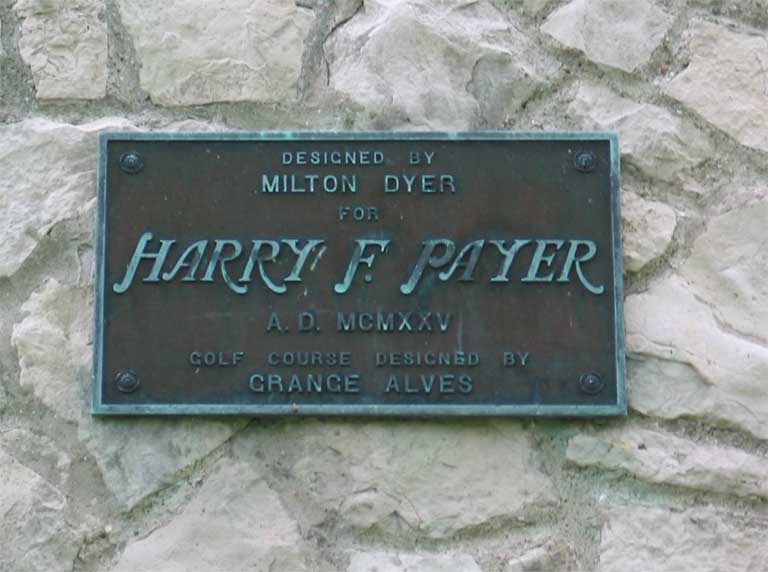 DESIGNED BY
MILTON DYER
FOR
HARRY F. PAYER
A. D. MCMXXV
GOLF COURSE DESIGNED BY
GRANGE ALVES